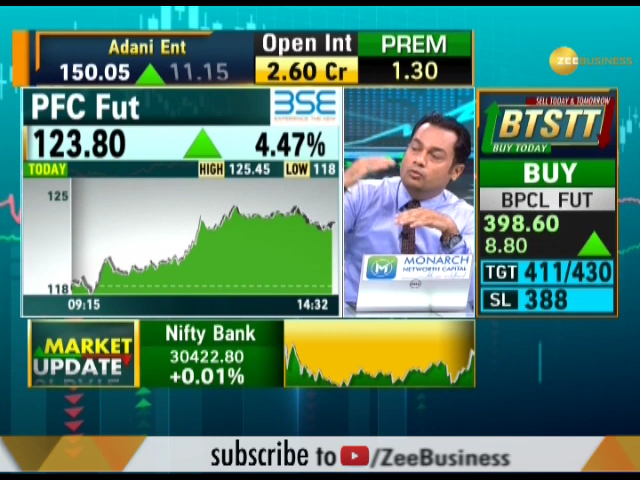 Adani Ent
150.05 11.15
Open Int
2.60 Cr
PREM
1.30
ZEEBUSINESS
PFC Fut
BSE
EXPERIENCE THE NEW
123.80 4.47%
TODAY
HIGH 125.45 LOW 118
125
118
09:15 14:32
MONARCH
NETWORTH CAPITAL
SELL TODAY & TOMORROW
BTSTT
BUY TODAY
BUY
BPCL FUT
398.60
8.80
TGT 411/430
SL 388
MARKET
UPDATE
Nifty Bank
30422.80
+0.01%
subscribe to /ZeeBusiness